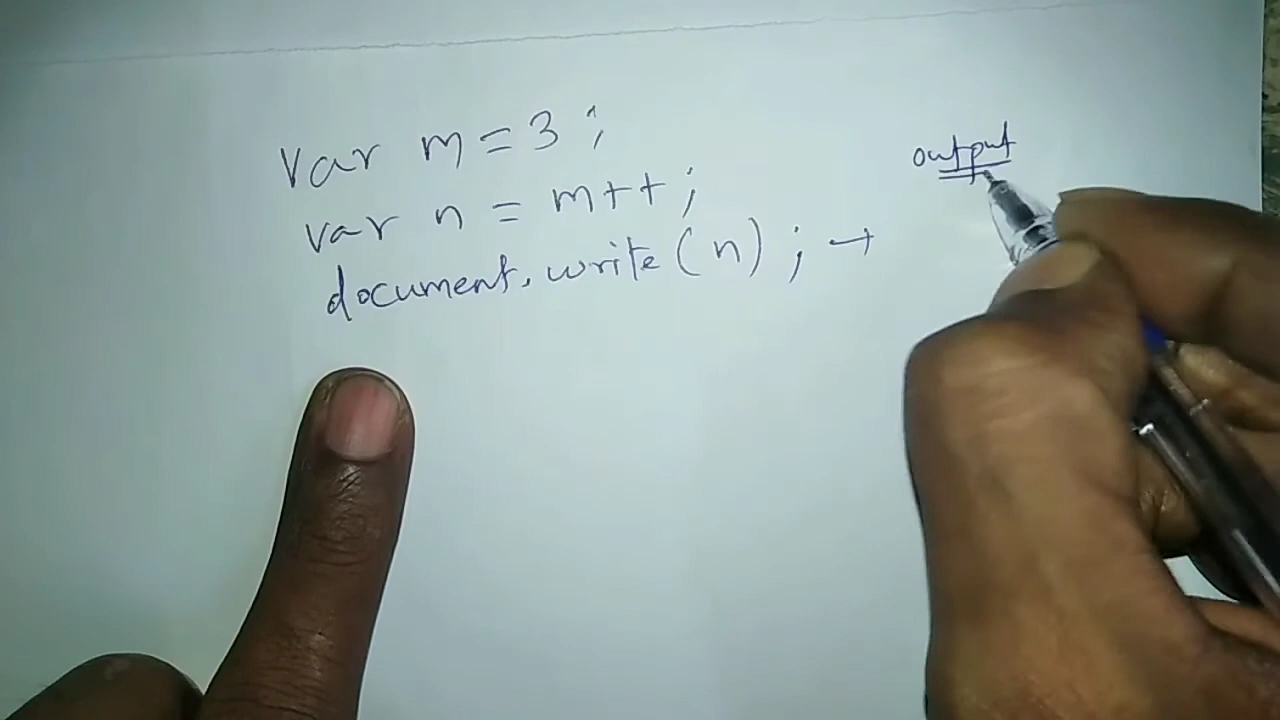 var m = 3 ;
var n = m++ ;
document.write(n) ; →
output